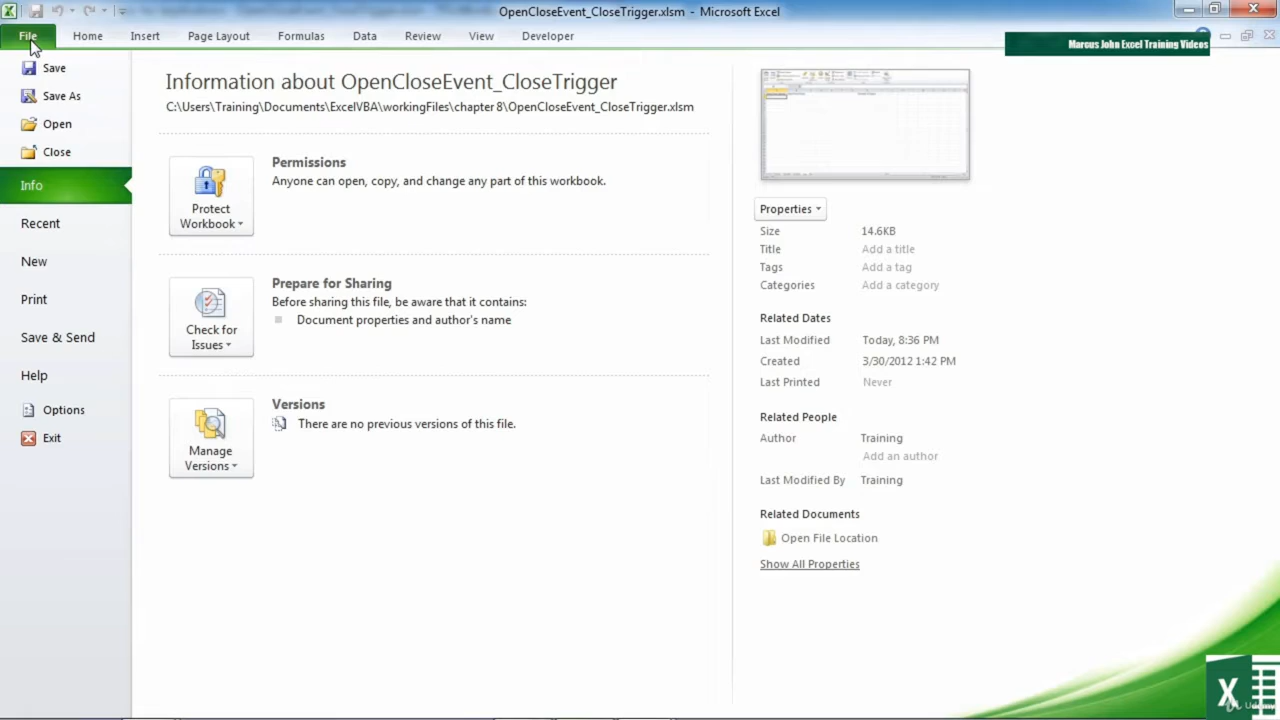 OpenCloseEvent_CloseTrigger.xlsm - Microsoft Excel
File Home Insert Page Layout Formulas Data Review View Developer
Marcus John Excel Training Videos
Save
Save As
Open
Close
Info
Recent
New
Print
Save & Send
Help
Options
Exit
Information about OpenCloseEvent_CloseTrigger
C:\Users\Training\Documents\ExcelVBA\workingFiles\chapter 8\OpenCloseEvent_CloseTrigger.xlsm
Protect
Workbook
Permissions
Anyone can open, copy, and change any part of this workbook.
Check for
Issues
Prepare for Sharing
Before sharing this file, be aware that it contains:
Document properties and author's name
Manage
Versions
Versions
There are no previous versions of this file.
Properties
Size 14.6KB
Title Add a title
Tags Add a tag
Categories Add a category
Related Dates
Last Modified Today, 8:36 PM
Created 3/30/2012 1:42 PM
Last Printed Never
Related People
Author Training
Add an author
Last Modified By Training
Related Documents
Open File Location
Show All Properties
X